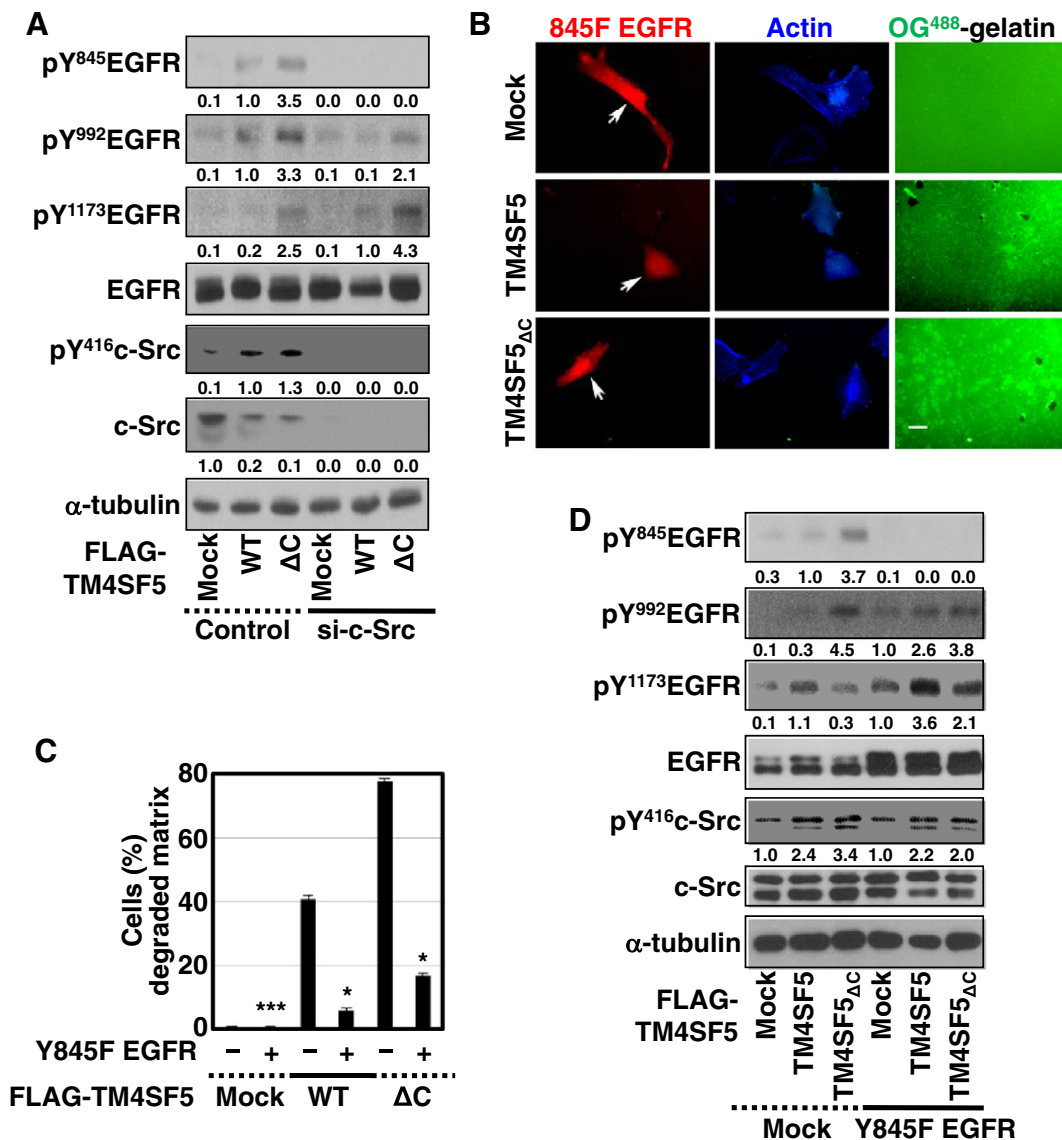 A
pY845EGFR
0.1 1.0 3.5 0.0 0.0 0.0
pY992EGFR
0.1 1.0 3.3 0.1 0.1 2.1
pY1173EGFR
0.1 0.2 2.5 0.1 1.0 4.3
EGFR
pY416c-Src
0.1 1.0 1.3 0.0 0.0 0.0
c-Src
1.0 0.2 0.1 0.0 0.0 0.0
α-tubulin
FLAG-
TM4SF5
Mock WT ΔC Mock WT ΔC
Control si-c-Src
B
845F EGFR Actin OG488-gelatin
Mock
TM4SF5
TM4SF5ΔC
C
Cells (%)
degraded matrix
80
60
40
20
0
*** * *
Y845F EGFR − + − + − +
FLAG-TM4SF5 Mock WT ΔC
D
pY845EGFR
0.3 1.0 3.7 0.1 0.0 0.0
pY992EGFR
0.1 0.3 4.5 1.0 2.6 3.8
pY1173EGFR
0.1 1.1 0.3 1.0 3.6 2.1
EGFR
pY416c-Src
1.0 2.4 3.4 1.0 2.2 2.0
c-Src
α-tubulin
FLAG-
TM4SF5
Mock TM4SF5 TM4SF5ΔC Mock TM4SF5 TM4SF5ΔC
Mock Y845F EGFR